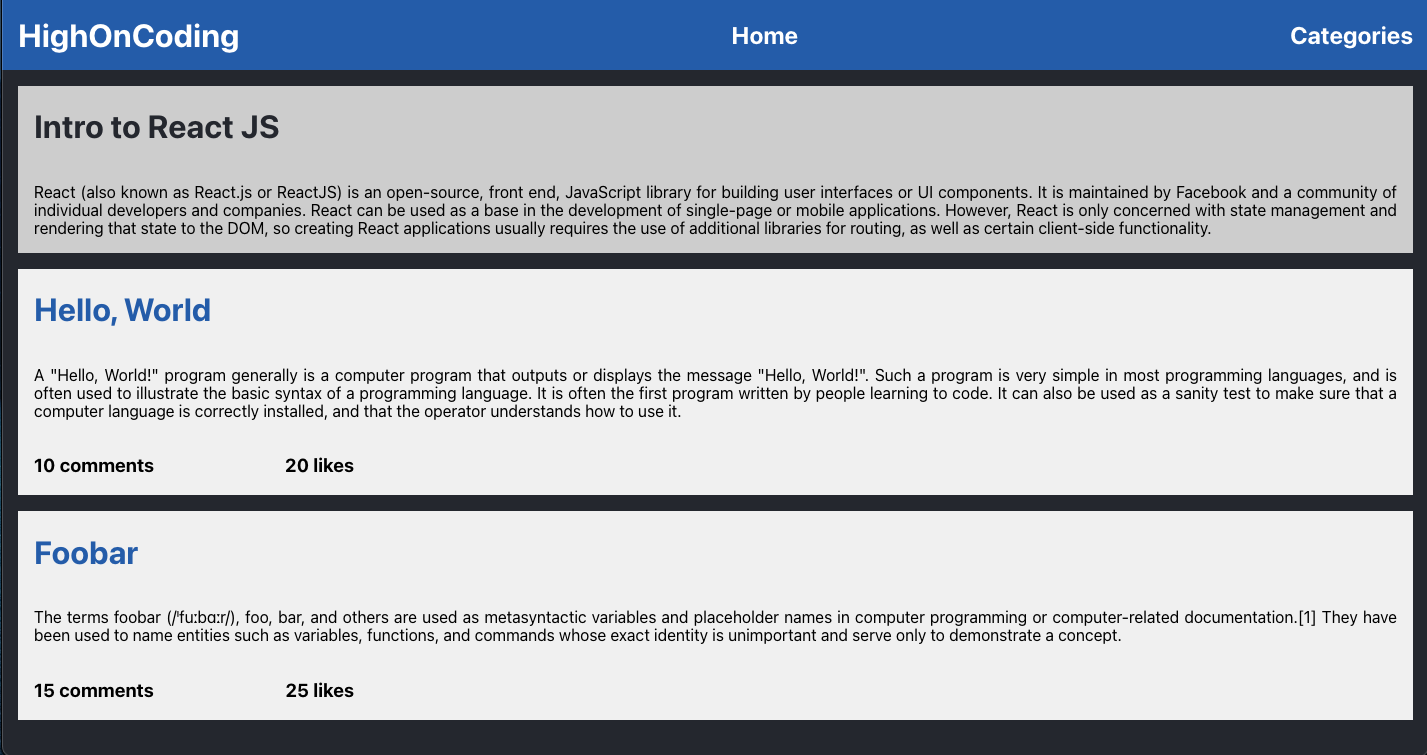 HighOnCoding Home Categories
Intro to React JS
React (also known as React.js or ReactJS) is an open-source, front end, JavaScript library for building user interfaces or UI components. It is maintained by Facebook and a community of
individual developers and companies. React can be used as a base in the development of single-page or mobile applications. However, React is only concerned with state management and
rendering that state to the DOM, so creating React applications usually requires the use of additional libraries for routing, as well as certain client-side functionality.
Hello, World
A "Hello, World!" program generally is a computer program that outputs or displays the message "Hello, World!". Such a program is very simple in most programming languages, and is
often used to illustrate the basic syntax of a programming language. It is often the first program written by people learning to code. It can also be used as a sanity test to make sure that a
computer language is correctly installed, and that the operator understands how to use it.
10 comments 20 likes
Foobar
The terms foobar (/ˈfuːbɑːr/), foo, bar, and others are used as metasyntactic variables and placeholder names in computer programming or computer-related documentation.[1] They have
been used to name entities such as variables, functions, and commands whose exact identity is unimportant and serve only to demonstrate a concept.
15 comments 25 likes